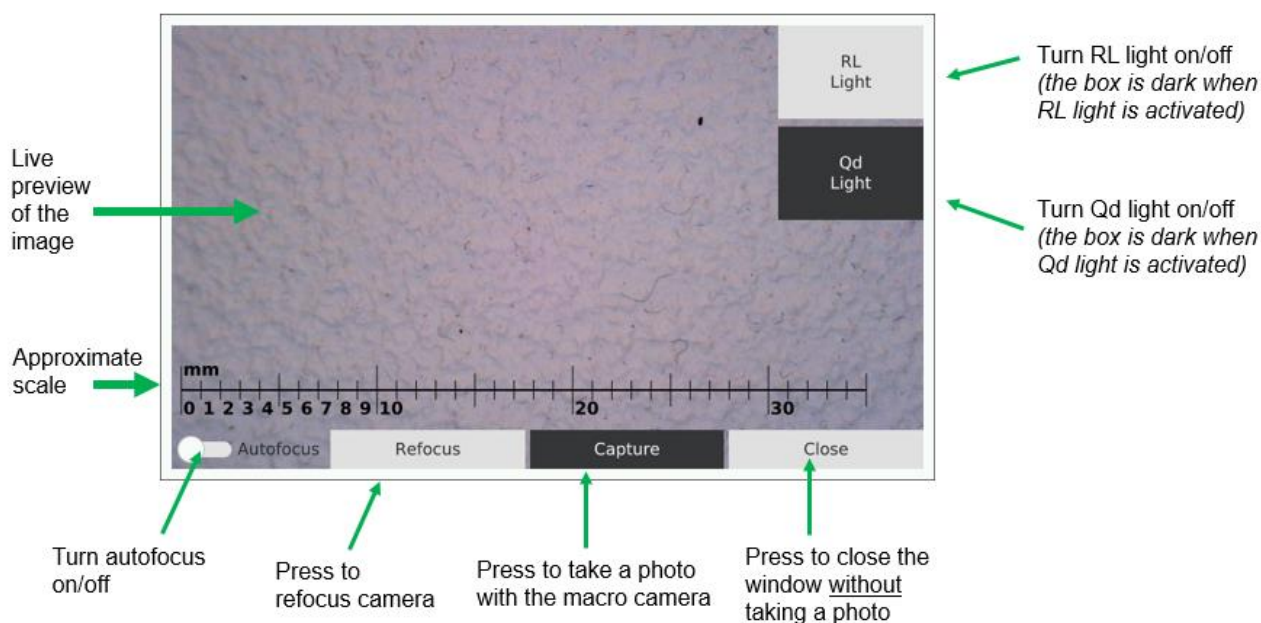 RL
Light
Turn RL light on/off
(the box is dark when
RL light is activated)
Qd
Light
Live
preview
of the
image
Turn Qd light on/off
(the box is dark when
Qd light is activated)
Approximate
scale
mm
0 1 2 3 4 5 6 7 8 9 10 20 30
Autofocus Refocus Capture Close
Turn autofocus
on/off
Press to
refocus camera
Press to take a photo
with the macro camera
Press to close the
window without
taking a photo